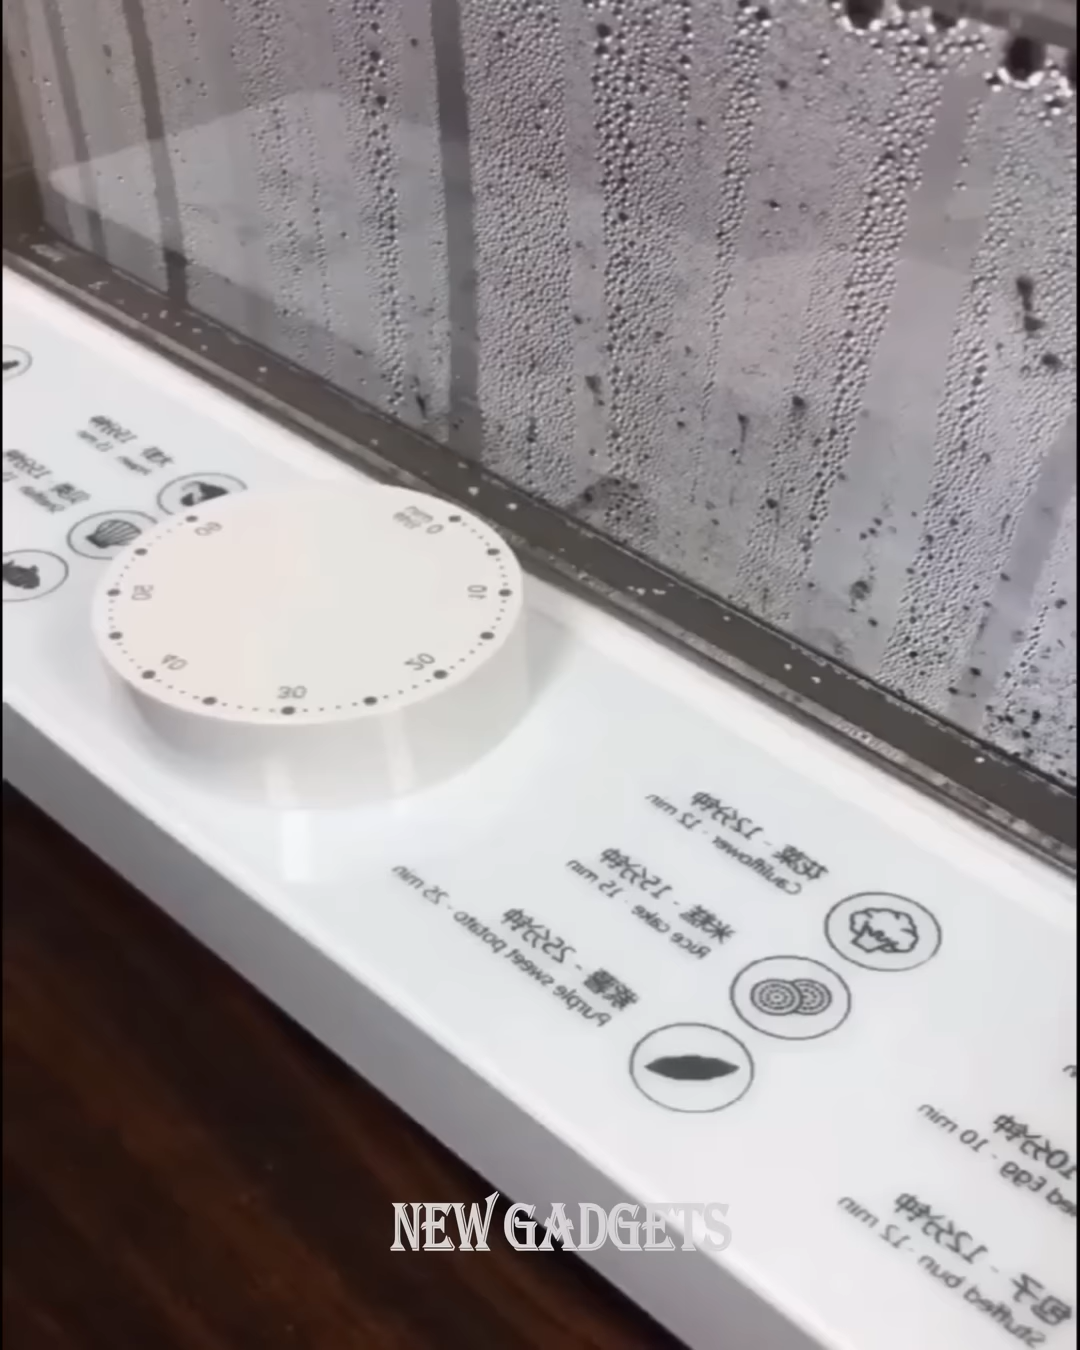 0
10
20
30
40
50
60
花菜 - 12分钟
Cauliflower - 12 min
米糕 - 15分钟
Rice cake - 15 min
紫薯 - 25分钟
Purple sweet potato - 25 min
10分钟
Egg - 10 min
包子 - 12分钟
Stuffed bun - 12 min
NEW GADGETS